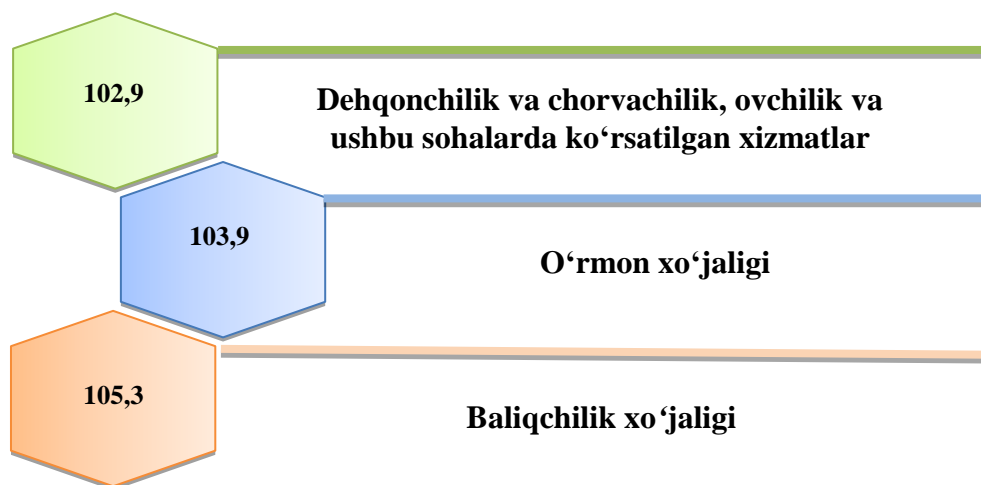 102,9
Dehqonchilik va chorvachilik, ovchilik va
ushbu sohalarda ko‘rsatilgan xizmatlar
103,9
O‘rmon xo‘jaligi
105,3
Baliqchilik xo‘jaligi